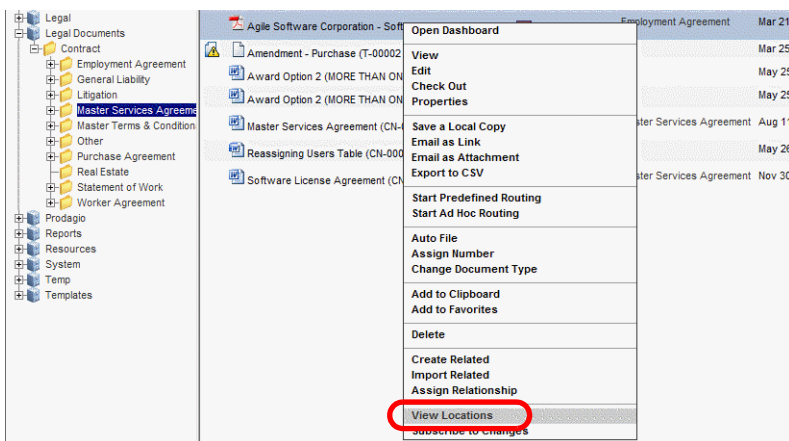 Legal
Legal Documents
Contract
Employment Agreement
General Liability
Litigation
Master Services Agreeme
Master Terms & Condition
Other
Purchase Agreement
Real Estate
Statement of Work
Worker Agreement
Prodagio
Reports
Resources
System
Temp
Templates
Agile Software Corporation - Soft
Employment Agreement Mar 21
Amendment - Purchase (T-00002
Mar 25
Award Option 2 (MORE THAN ON
May 25
Award Option 2 (MORE THAN ON
May 25
Master Services Agreement (CN-
ster Services Agreement Aug 11
Reassigning Users Table (CN-000
May 26
Software License Agreement (CN
ster Services Agreement Nov 30
Open Dashboard
View
Edit
Check Out
Properties
Save a Local Copy
Email as Link
Email as Attachment
Export to CSV
Start Predefined Routing
Start Ad Hoc Routing
Auto File
Assign Number
Change Document Type
Add to Clipboard
Add to Favorites
Delete
Create Related
Import Related
Assign Relationship
View Locations
Subscribe to Changes